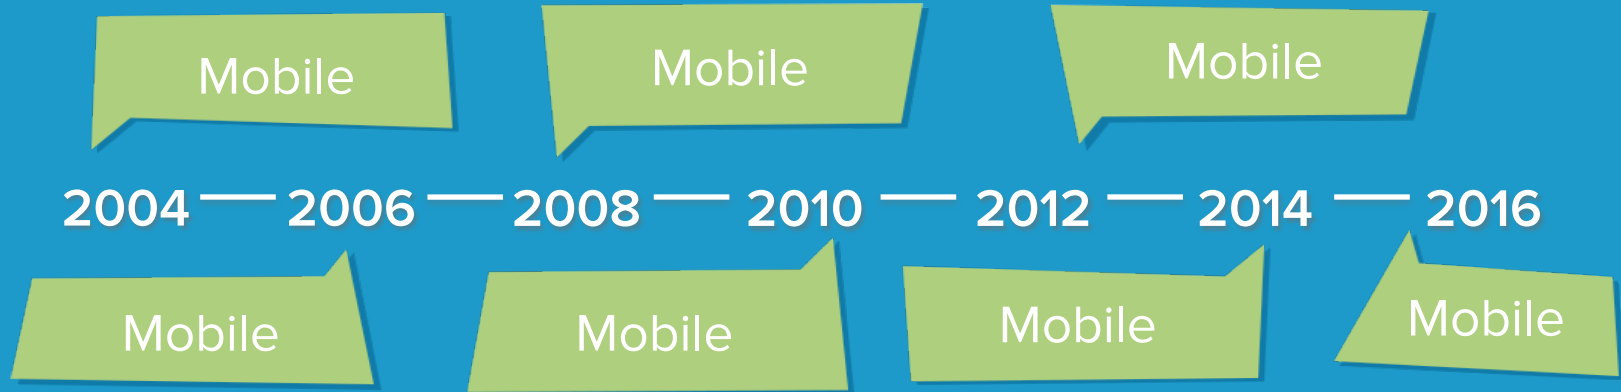 Mobile Mobile Mobile
2004 — 2006 — 2008 — 2010 — 2012 — 2014 — 2016
Mobile Mobile Mobile Mobile